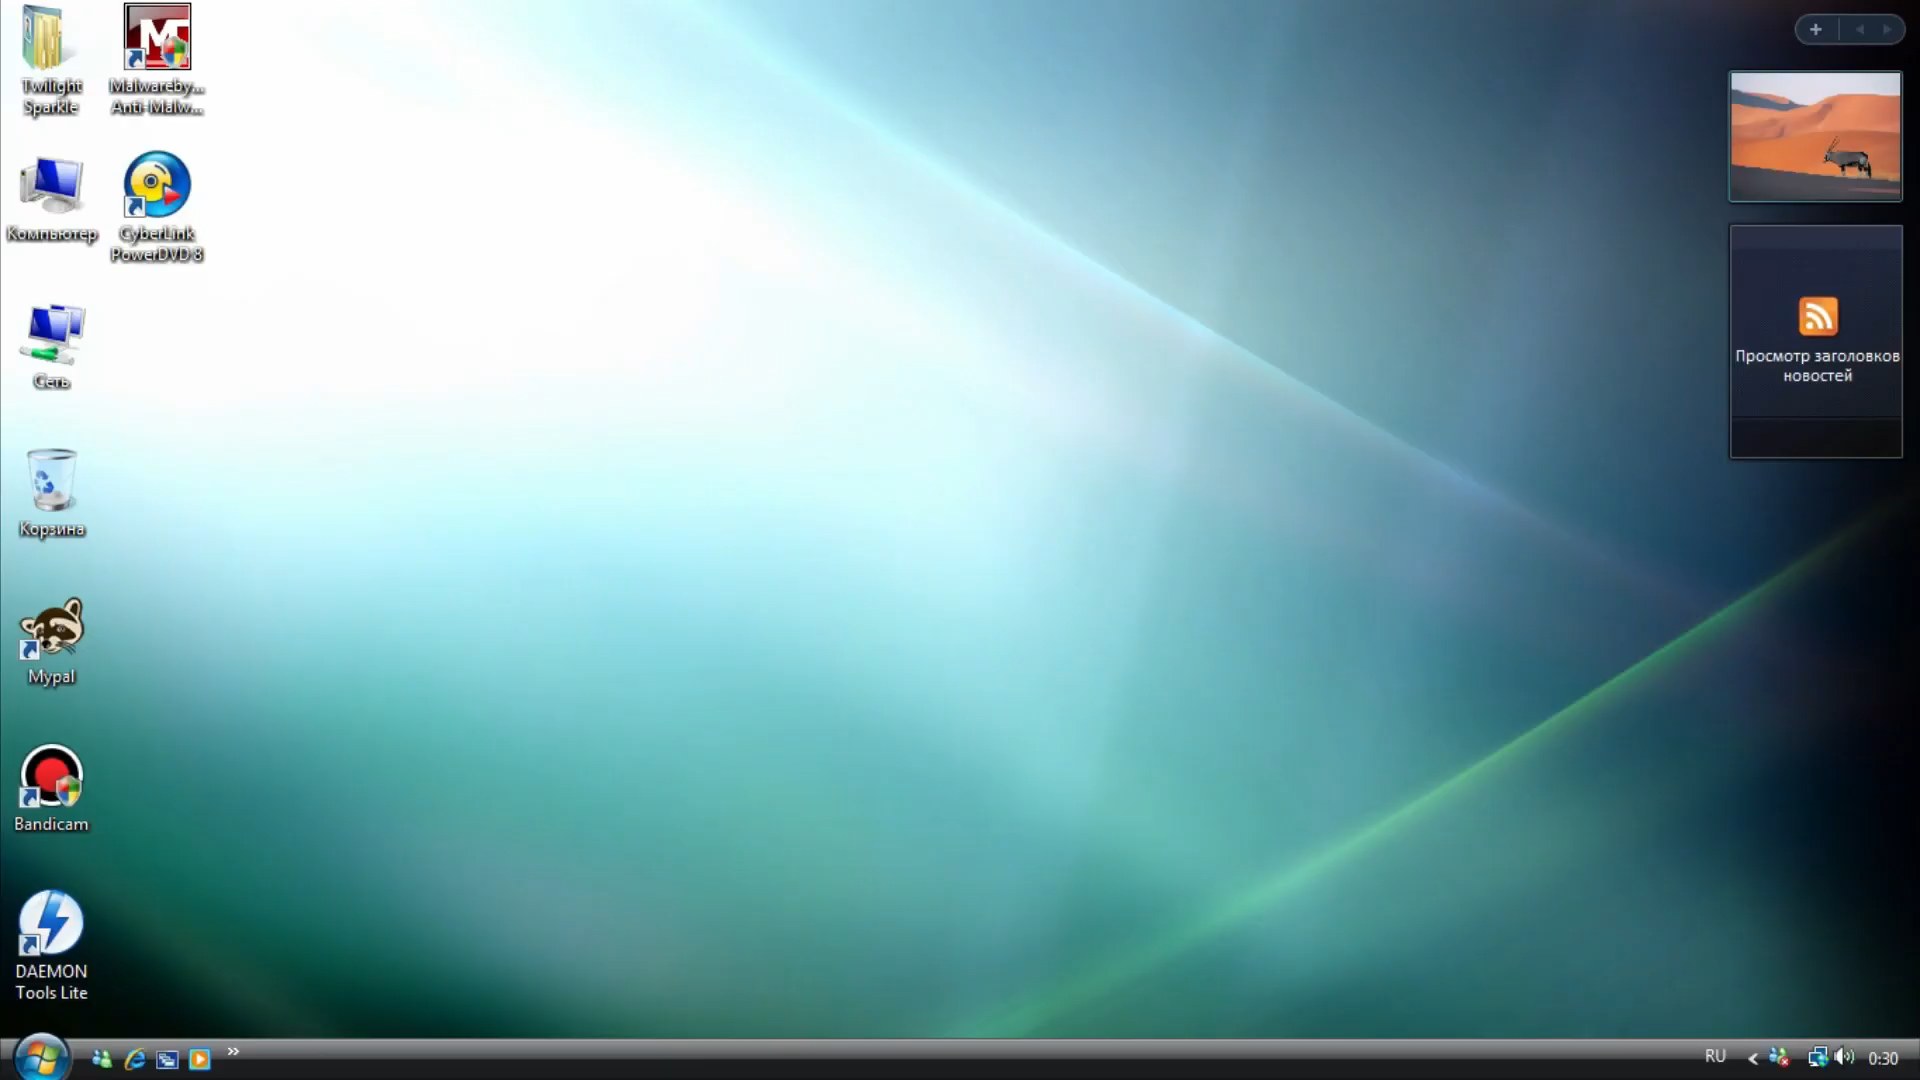 Twilight
Sparkle
Malwareby...
Anti-Malw...
Компьютер
CyberLink
PowerDVD 8
Сеть
Корзина
Mypal
Bandicam
DAEMON
Tools Lite
Просмотр заголовков
новостей
RU
0:30